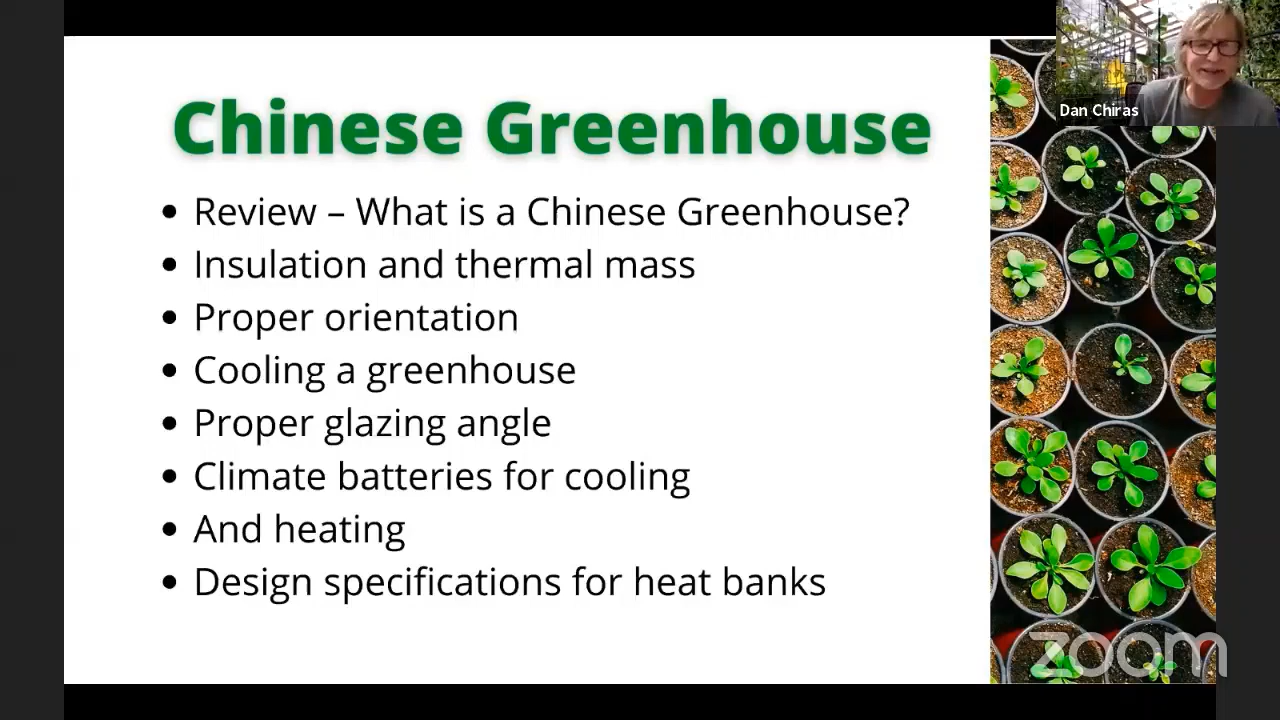 Chinese Greenhouse
Dan Chiras
• Review – What is a Chinese Greenhouse?
• Insulation and thermal mass
• Proper orientation
• Cooling a greenhouse
• Proper glazing angle
• Climate batteries for cooling
• And heating
• Design specifications for heat banks
zoom